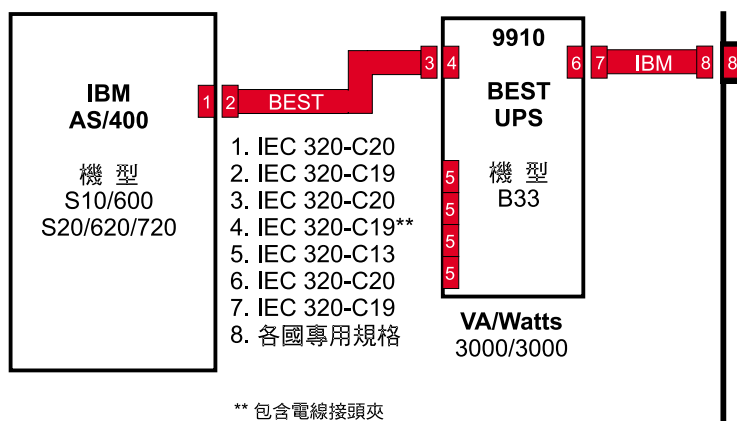 IBM
AS/400
機 型
S10/600
S20/620/720
1
2
BEST
3
4
9910
BEST
UPS
機 型
B33
5
5
5
5
6
7
IBM
8
8
VA/Watts
3000/3000
1. IEC 320-C20
2. IEC 320-C19
3. IEC 320-C20
4. IEC 320-C19**
5. IEC 320-C13
6. IEC 320-C20
7. IEC 320-C19
8. 各國專用規格
** 包含電線接頭夾